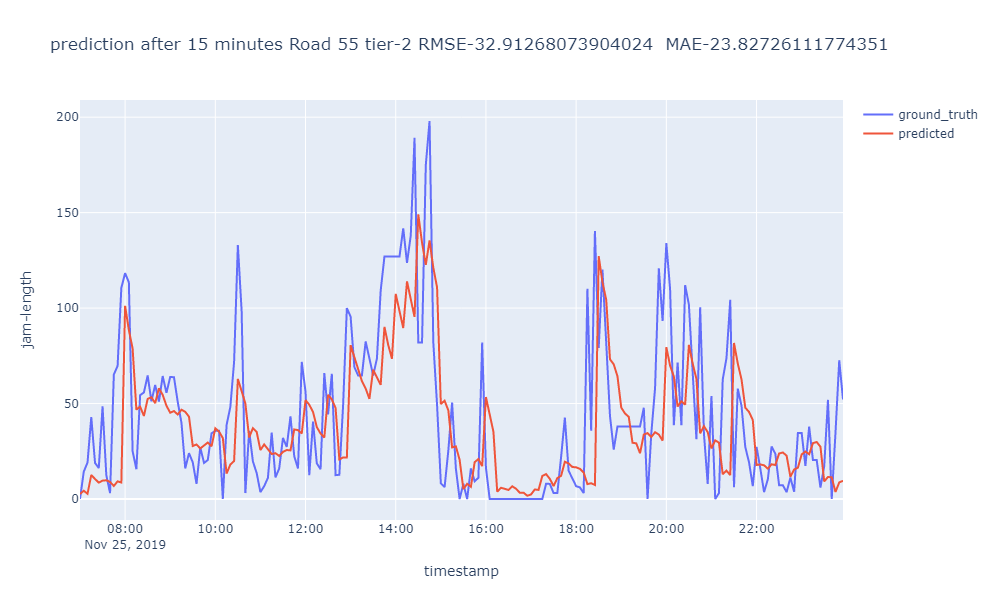 prediction after 15 minutes Road 55 tier-2 RMSE-32.91268073904024  MAE-23.82726111774351
ground_truth
predicted
200
150
100
50
0
jam-length
08:00 10:00 12:00 14:00 16:00 18:00 20:00 22:00
Nov 25, 2019
timestamp